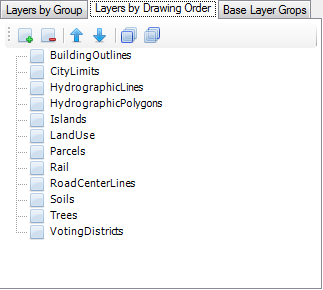 Layers by Group Layers by Drawing Order Base Layer Grops
BuildingOutlines
CityLimits
HydrographicLines
HydrographicPolygons
Islands
LandUse
Parcels
Rail
RoadCenterLines
Soils
Trees
VotingDistricts